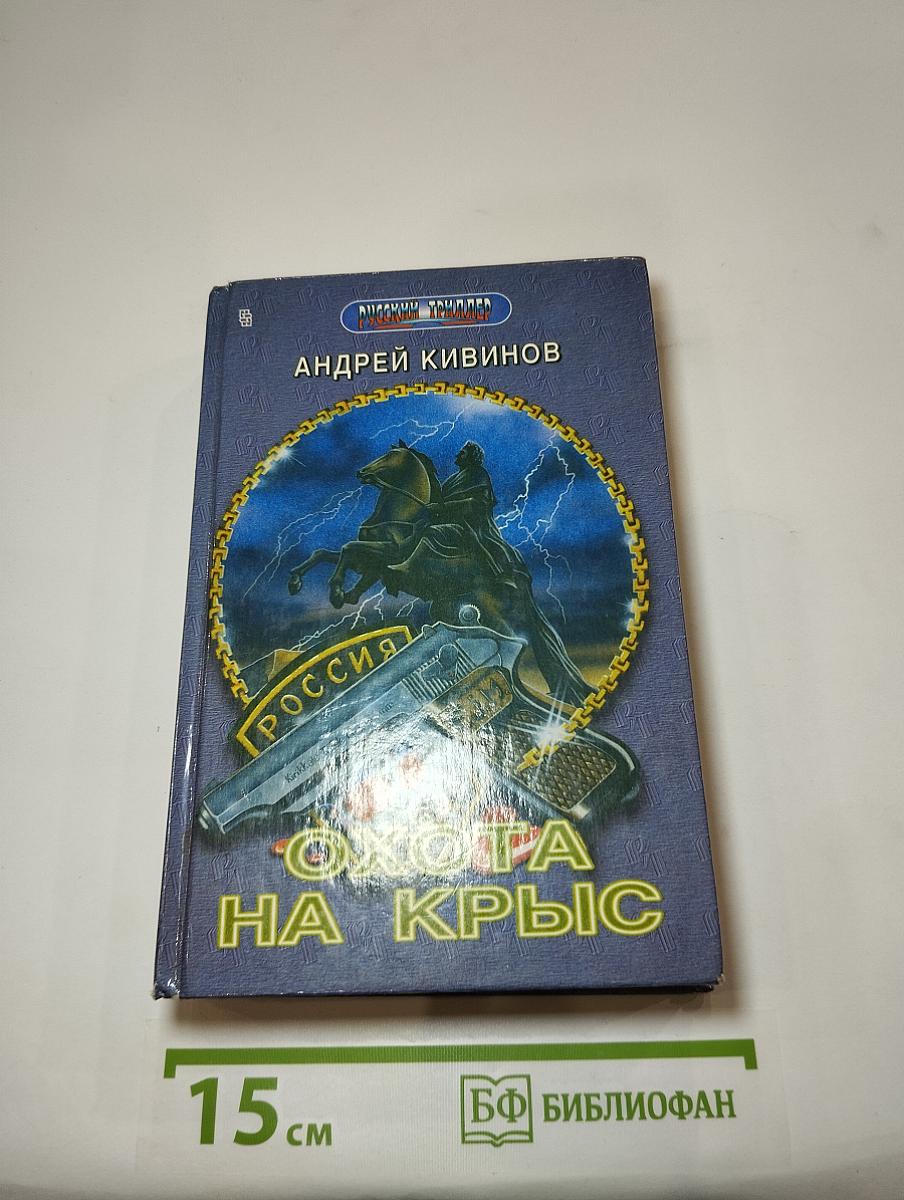 РУССКИЙ ТРИЛЛЕР
АНДРЕЙ КИВИНОВ
РОССИЯ
ОХОТА
НА КРЫС
15 СМ
БФ БИБЛИОФАН